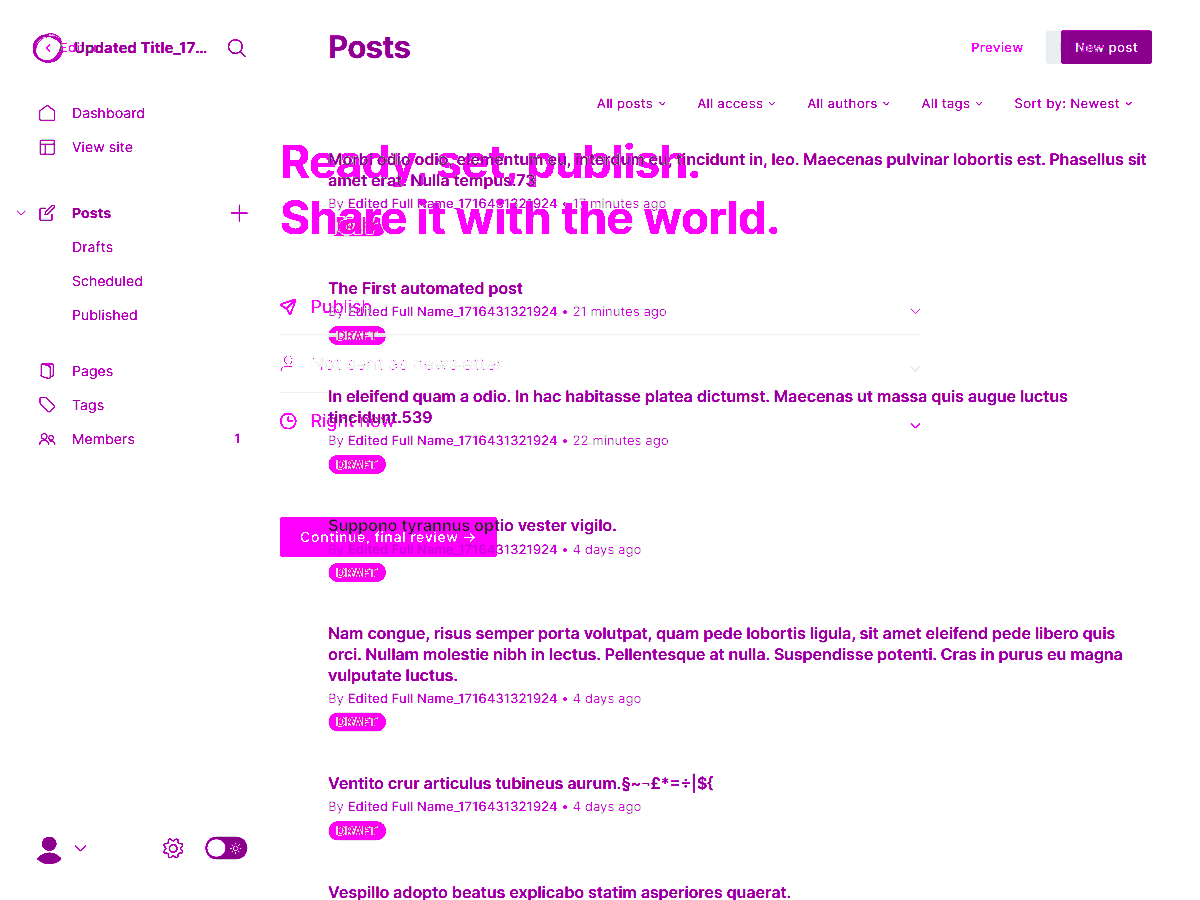 Updated Title_17...
Posts
Preview
New post
Dashboard
View site
All posts
All access
All authors
All tags
Sort by: Newest
Ready, set, publish.
Share it with the world.
Morbi odio odio, elementum eu, interdum eu, tincidunt in, leo. Maecenas pulvinar lobortis est. Phasellus sit
amet erat. Nulla tempus.73
By Edited Full Name_1716431321924 • 17 minutes ago
Posts
Drafts
Scheduled
Published
The First automated post
Publish
By Edited Full Name_1716431321924 • 21 minutes ago
DRAFT
Not sent as newsletter
Pages
Tags
Members 1
In eleifend quam a odio. In hac habitasse platea dictumst. Maecenas ut massa quis augue luctus
tincidunt.539
Right now
By Edited Full Name_1716431321924 • 22 minutes ago
DRAFT
Suppono tyrannus optio vester vigilo.
Continue, final review →
By Edited Full Name_1716431321924 • 4 days ago
DRAFT
Nam congue, risus semper porta volutpat, quam pede lobortis ligula, sit amet eleifend pede libero quis
orci. Nullam molestie nibh in lectus. Pellentesque at nulla. Suspendisse potenti. Cras in purus eu magna
vulputate luctus.
By Edited Full Name_1716431321924 • 4 days ago
DRAFT
Ventito crur articulus tubineus aurum.§~¬£*=÷|${
By Edited Full Name_1716431321924 • 4 days ago
DRAFT
Vespillo adopto beatus explicabo statim asperiores quaerat.